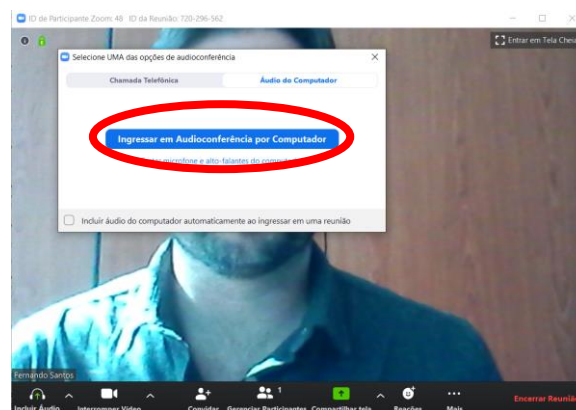 ID de Participante Zoom: 48 ID da Reunião: 720-296-562
Entrar em Tela Cheia
Selecione UMA das opções de audioconferência
Chamada Telefônica
Áudio do Computador
Ingressar em Audioconferência por Computador
microfone e alto-falantes do
Incluir áudio do computador automaticamente ao ingressar em uma reunião
Fernando Santos
1
Incluir Áudio Interromper Vídeo Convidar Gerenciar Participantes Compartilhar tela Reações Mais
Encerrar Reunião